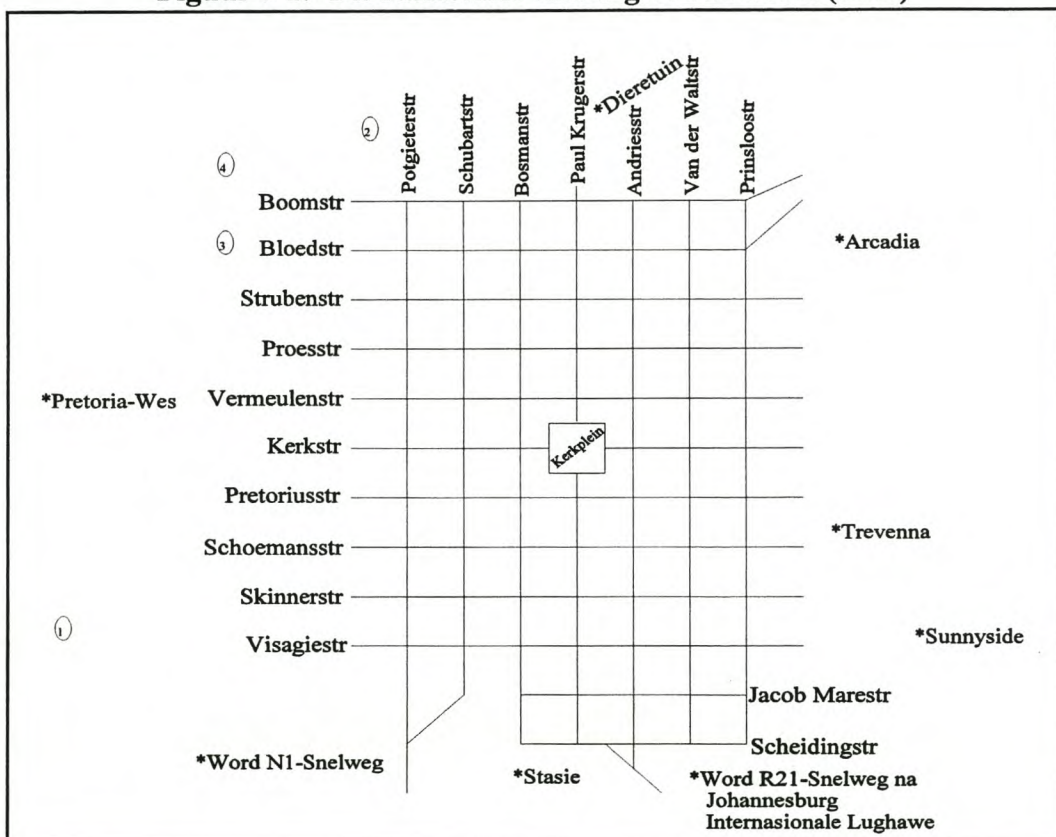 *Dieretuin
Potgieterstr
Schubartstr
Bosmanstr
Paul Krugerstr
Andriesstr
Van der Waltstr
Prinsloostr
2
4
Boomstr
3
Bloedstr
*Arcadia
Strubenstr
Proesstr
*Pretoria-Wes
Vermeulenstr
Kerkstr
Kerkplein
Pretoriusstr
*Trevenna
Schoemansstr
Skinnerstr
1
Visagiestr
*Sunnyside
Jacob Marestr
Scheidingstr
*Word N1-Snelweg
*Stasie
*Word R21-Snelweg na
Johannesburg
Internasionale Lughawe